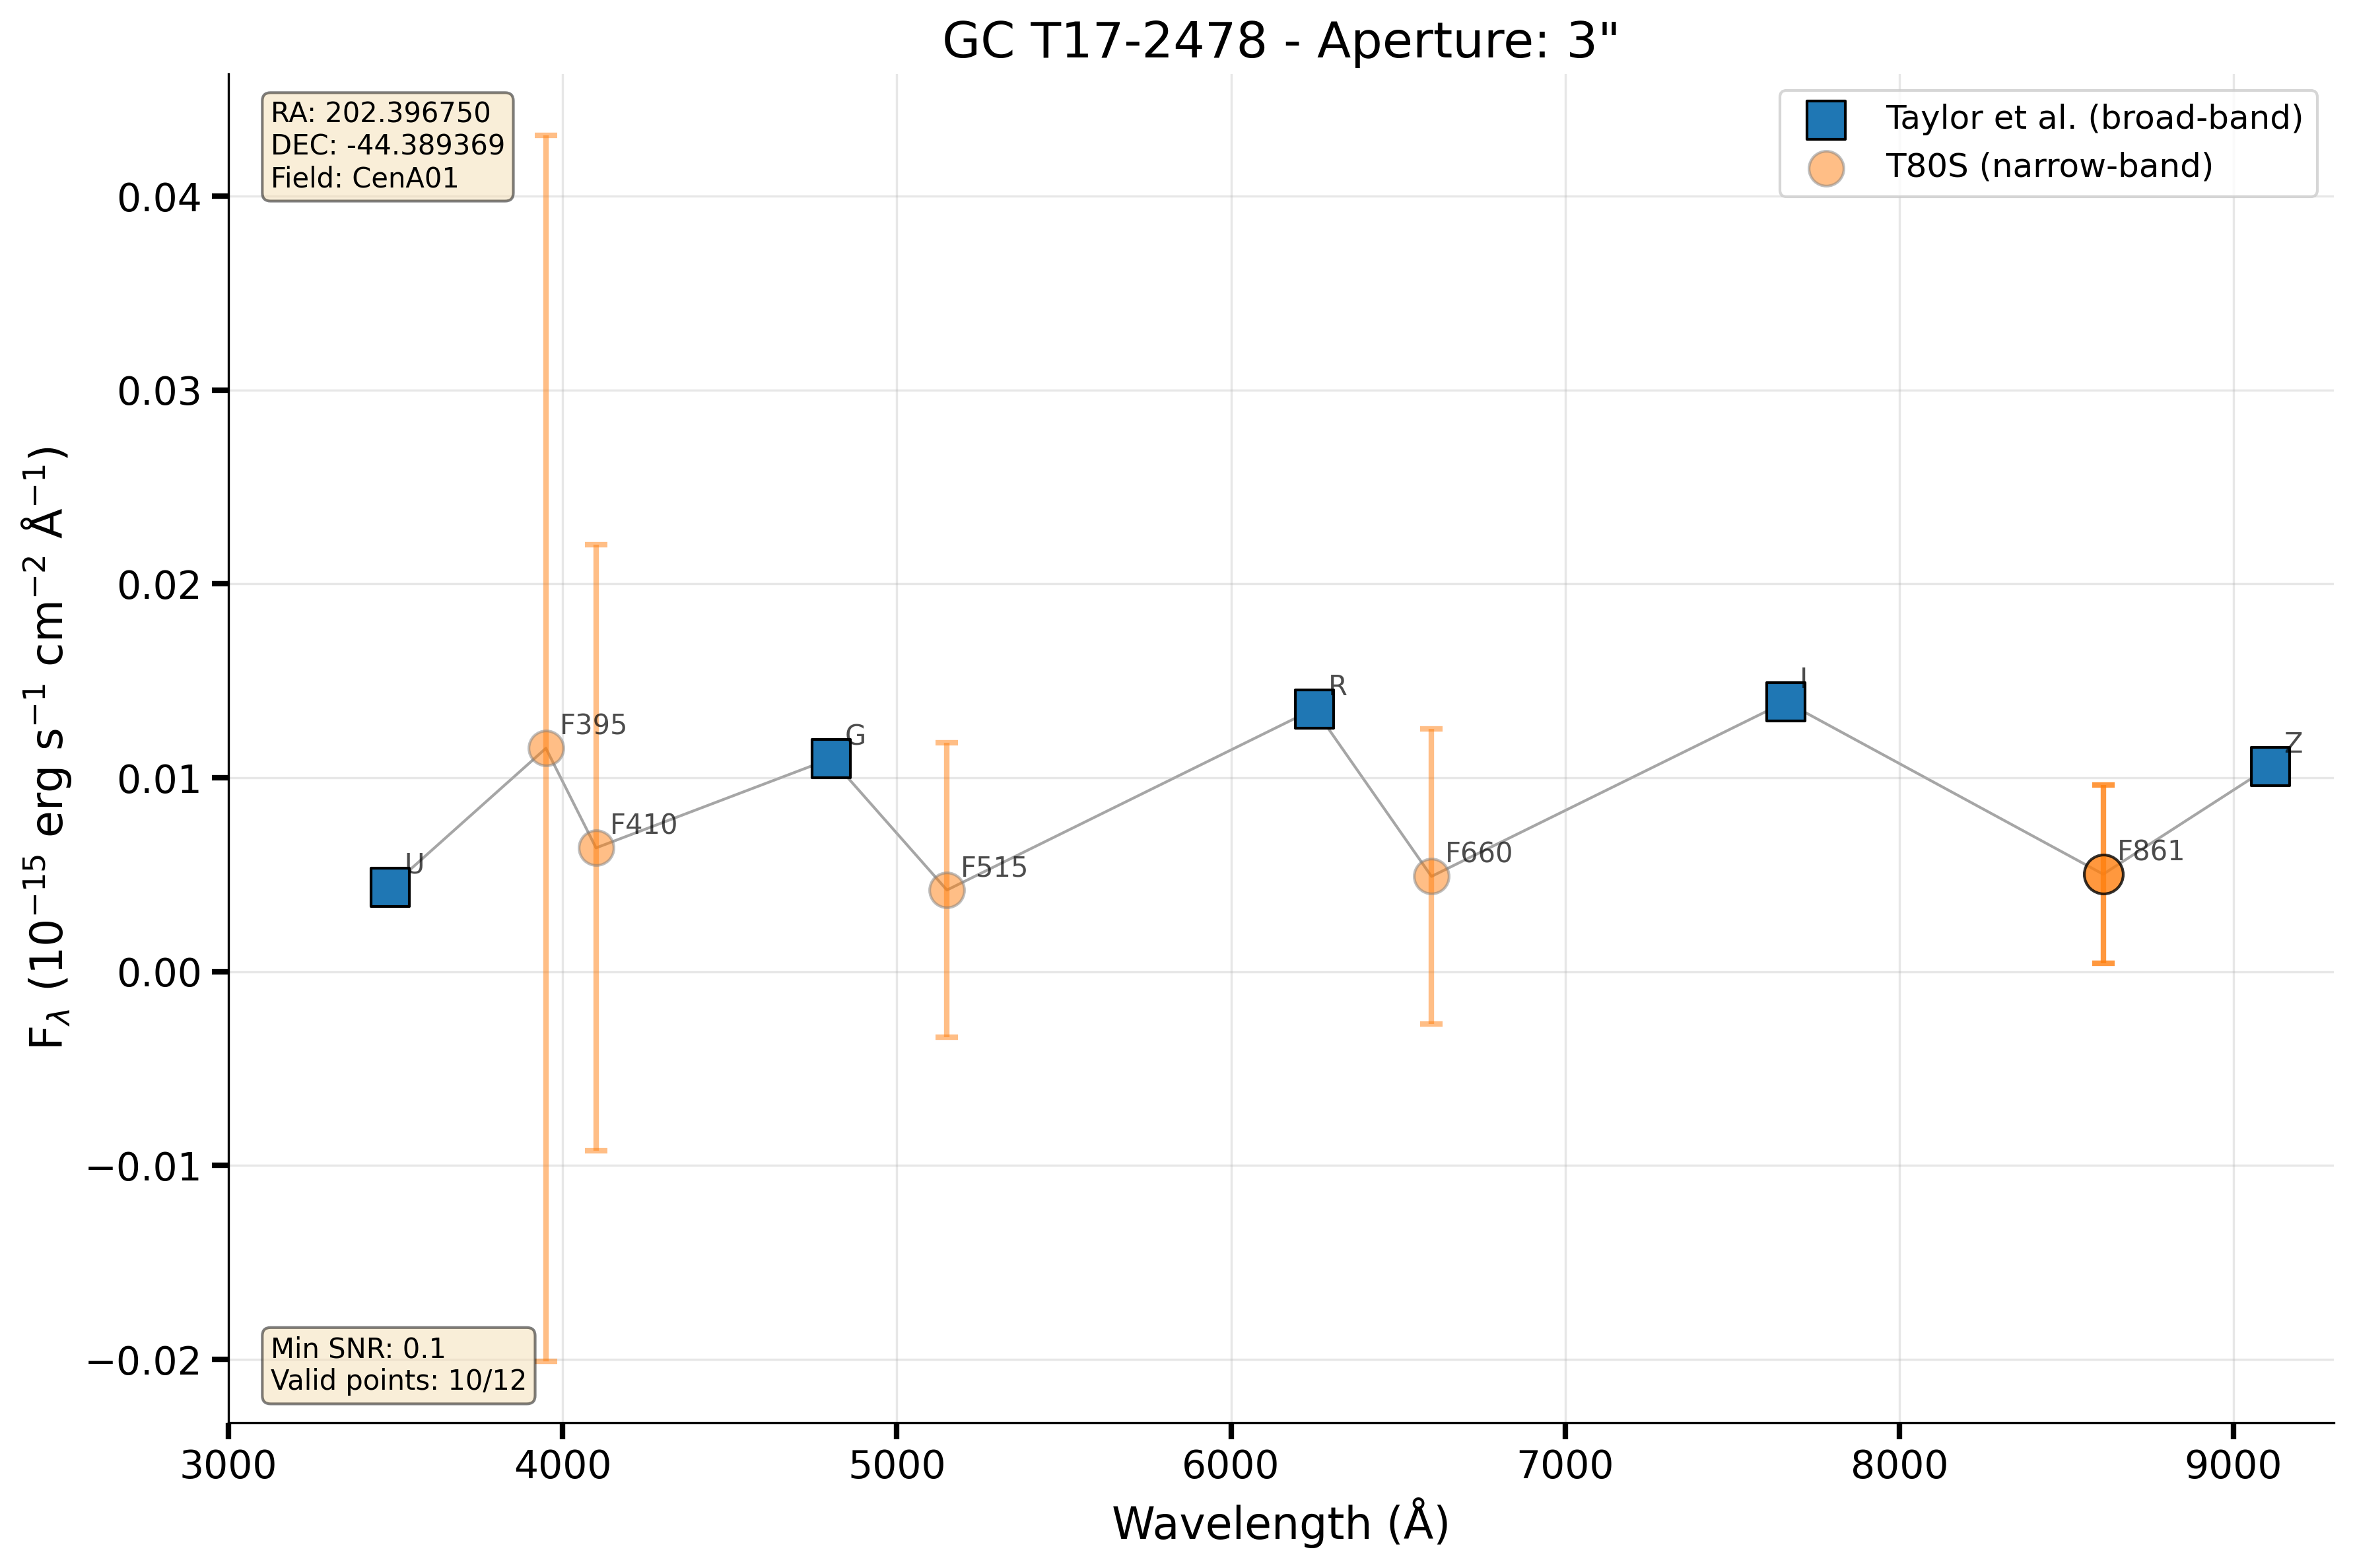 GC T17-2478 - Aperture: 3"
RA: 202.396750
DEC: -44.389369
Field: CenA01
Taylor et al. (broad-band)
T80S (narrow-band)
F_λ (10⁻¹⁵ erg s⁻¹ cm⁻² Å⁻¹)
0.04
0.03
0.02
0.01
0.00
−0.01
−0.02
U
F395
F410
G
F515
R
F660
I
F861
Z
Min SNR: 0.1
Valid points: 10/12
3000 4000 5000 6000 7000 8000 9000
Wavelength (Å)